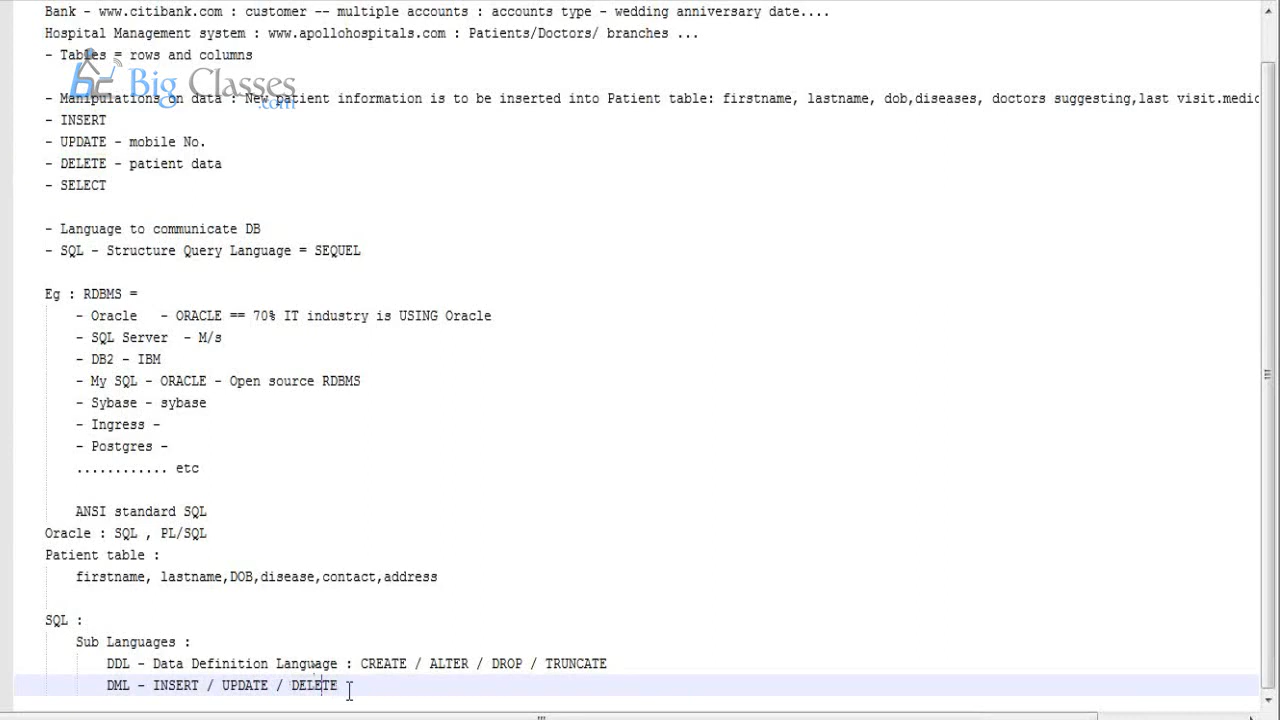 Bank - www.citibank.com : customer -- multiple accounts : accounts type - wedding anniversary date....
Hospital Management system : www.apollohospitals.com : Patients/Doctors/ branches ...
- Tables = rows and columns
Big Classes
.com
- Manipulations on data : New patient information is to be inserted into Patient table: firstname, lastname, dob,diseases, doctors suggesting,last visit.medic
- INSERT
- UPDATE - mobile No.
- DELETE - patient data
- SELECT
- Language to communicate DB
- SQL - Structure Query Language = SEQUEL
Eg : RDBMS =
- Oracle - ORACLE == 70% IT industry is USING Oracle
- SQL Server - M/s
- DB2 - IBM
- My SQL - ORACLE - Open source RDBMS
- Sybase - sybase
- Ingress -
- Postgres -
............ etc
ANSI standard SQL
Oracle : SQL , PL/SQL
Patient table :
firstname, lastname,DOB,disease,contact,address
SQL :
Sub Languages :
DDL - Data Definition Language : CREATE / ALTER / DROP / TRUNCATE
DML - INSERT / UPDATE / DELETE